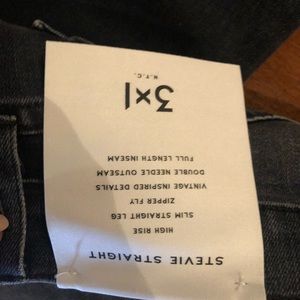 STEVIE STRAIGHT
HIGH RISE
SLIM STRAIGHT LEG
ZIPPER FLY
VINTAGE INSPIRED DETAILS
DOUBLE NEEDLE OUTSEAM
FULL LENGTH INSEAM
3x1
N.Y.C.